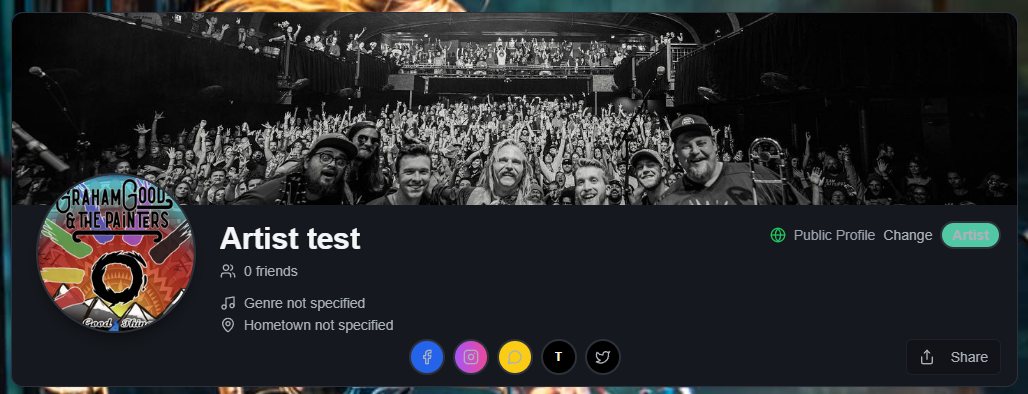 GRAHAM GOOD
& THE PAINTERS
Good Thin
Artist test
Public Profile Change Artist
0 friends
Genre not specified
Hometown not specified
T
Share